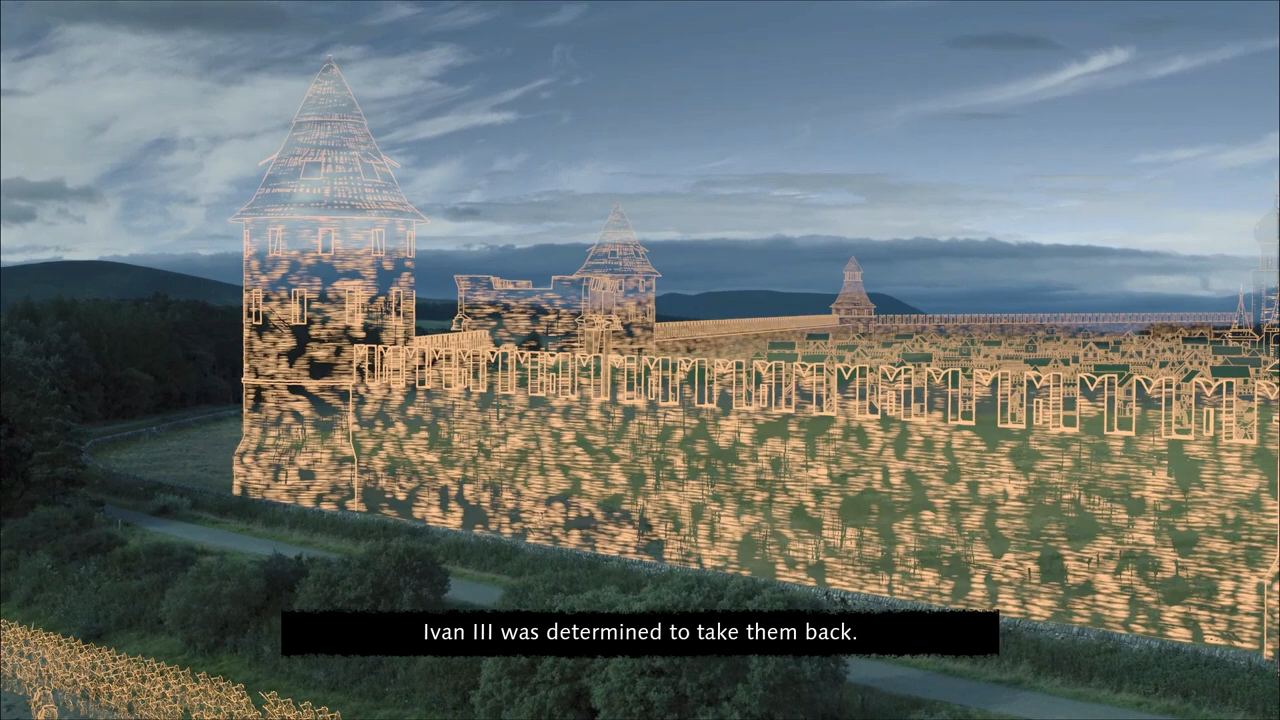 Ivan III was determined to take them back.